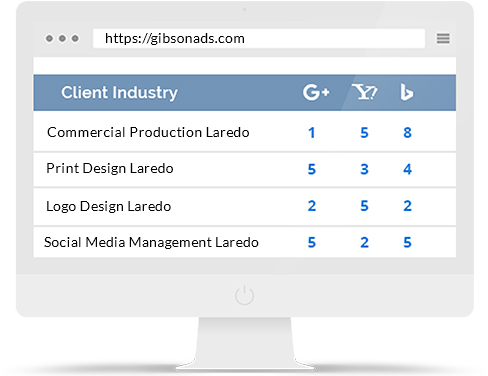 https://gibsonads.com
Client Industry G+ Y!? b
Commercial Production Laredo 1 5 8
Print Design Laredo 5 3 4
Logo Design Laredo 2 5 2
Social Media Management Laredo 5 2 5